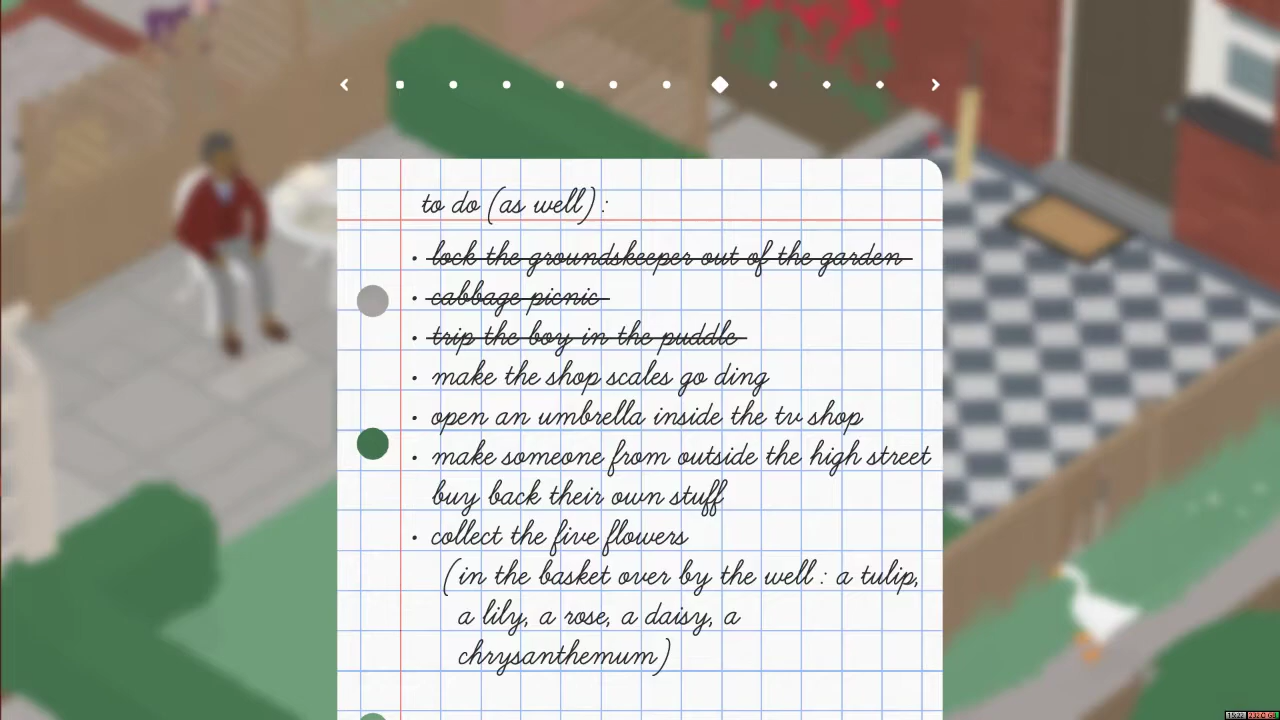 to do (as well) :
• lock the groundskeeper out of the garden
• cabbage picnic
• trip the boy in the puddle
• make the shop scales go ding
• open an umbrella inside the tv shop
• make someone from outside the high street
buy back their own stuff
• collect the five flowers
(in the basket over by the well : a tulip,
a lily, a rose, a daisy, a
chrysanthemum)